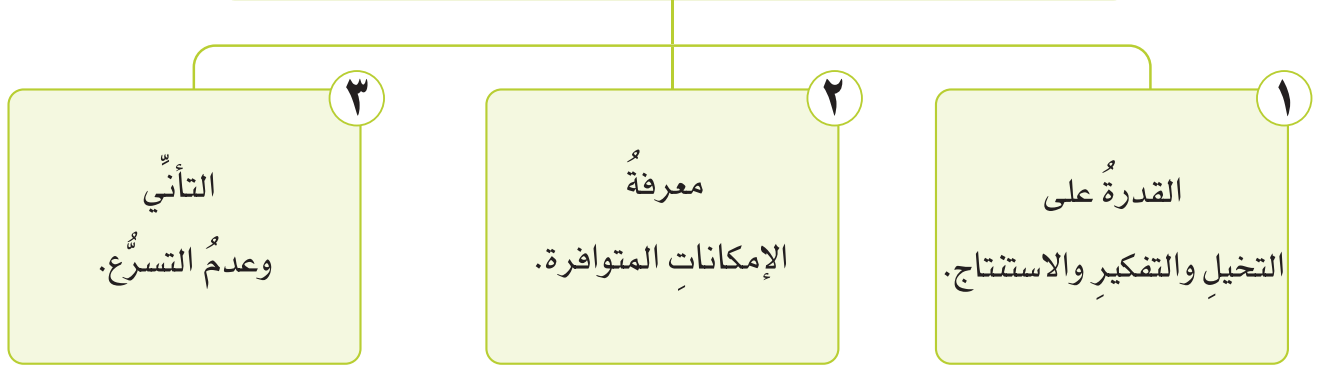 ١
القدرةُ على
التخيلِ والتفكيرِ والاستنتاج.
٢
معرفةُ
الإمكاناتِ المتوافرة.
٣
التأنِّي
وعدمُ التسرُّع.